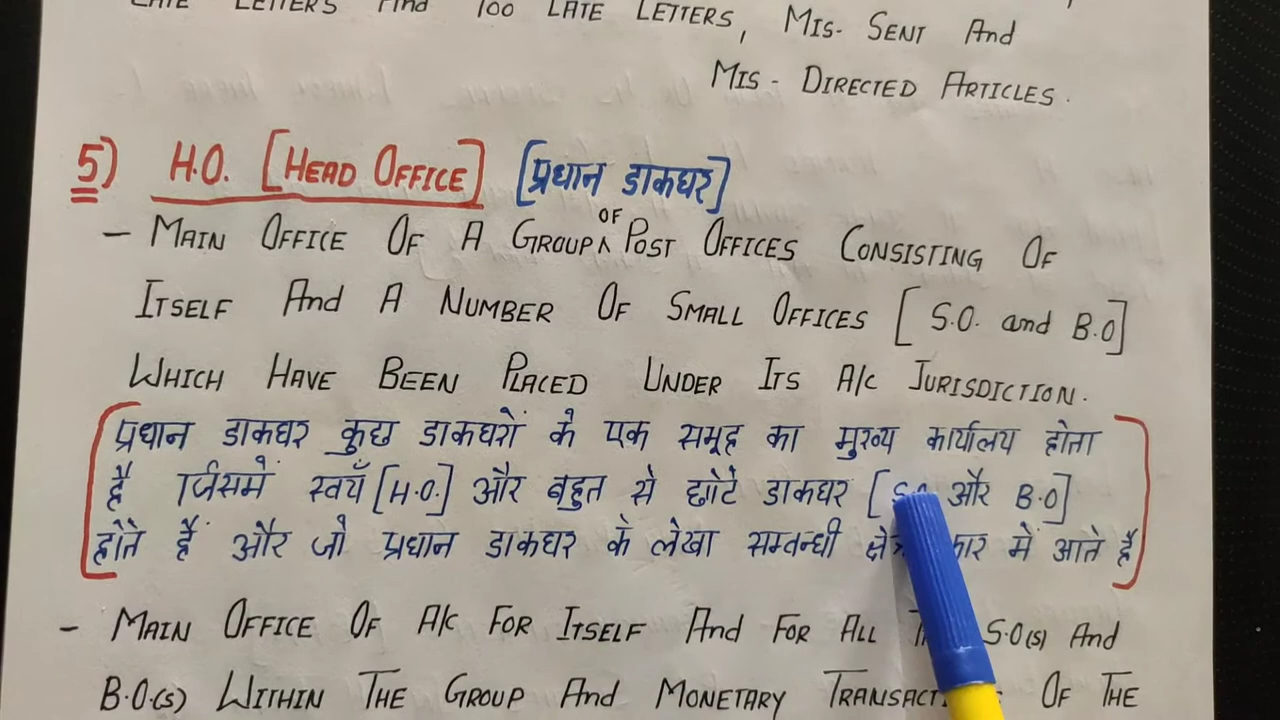 LATE LETTERS And TOO LATE LETTERS, MIS- SENT And
MIS - DIRECTED ARTICLES.
5) H.O. [HEAD OFFICE] [प्रधान डाकघर]
- MAIN OFFICE OF A GROUP OF POST OFFICES CONSISTING OF
ITSELF And A NUMBER OF SMALL OFFICES [S.O. and B.O]
WHICH HAVE BEEN PLACED UNDER ITS A/c JURISDICTION.
[प्रधान डाकघर कुछ डाकघरों के एक समूह का मुख्य कार्यालय होता
है जिसमें स्वयँ [H.O.] और बहुत से छोटे डाकघर [S.O और B.O]
होते हैं और जो प्रधान डाकघर के लेखा सम्वन्धी में आते है]
- MAIN OFFICE OF A/c FOR ITSELF And FOR ALL S.O(s) And
B.O.(s) WITHIN THE GROUP And MONETARY OF THE